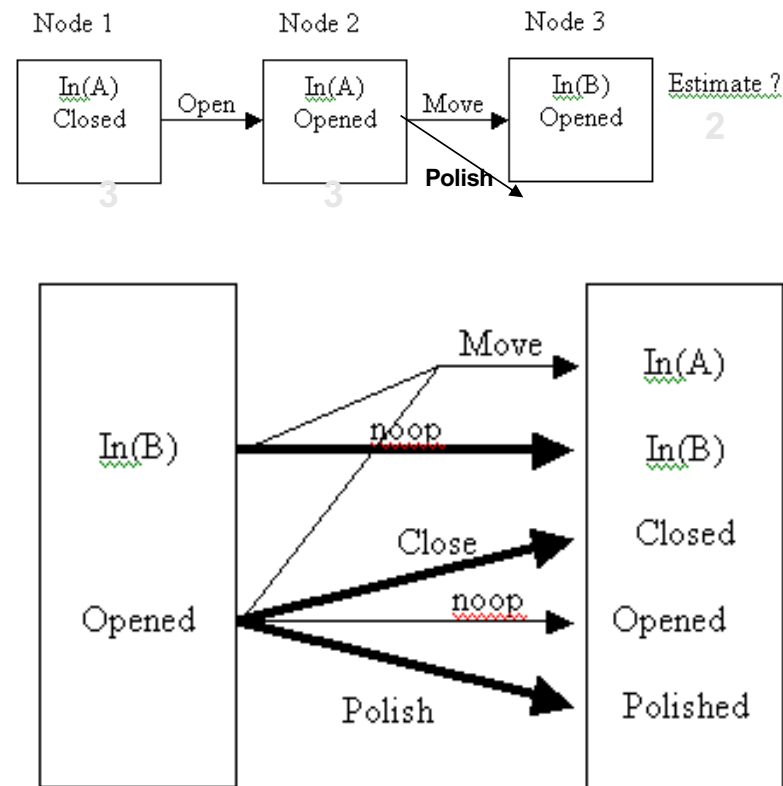 Node 1 Node 2 Node 3
In(A) In(A) In(B) Estimate ?
Closed Open Opened Move Opened
2
Polish
3 3
Move In(A)
In(B) noop In(B)
Close Closed
Opened noop Opened
Polish Polished